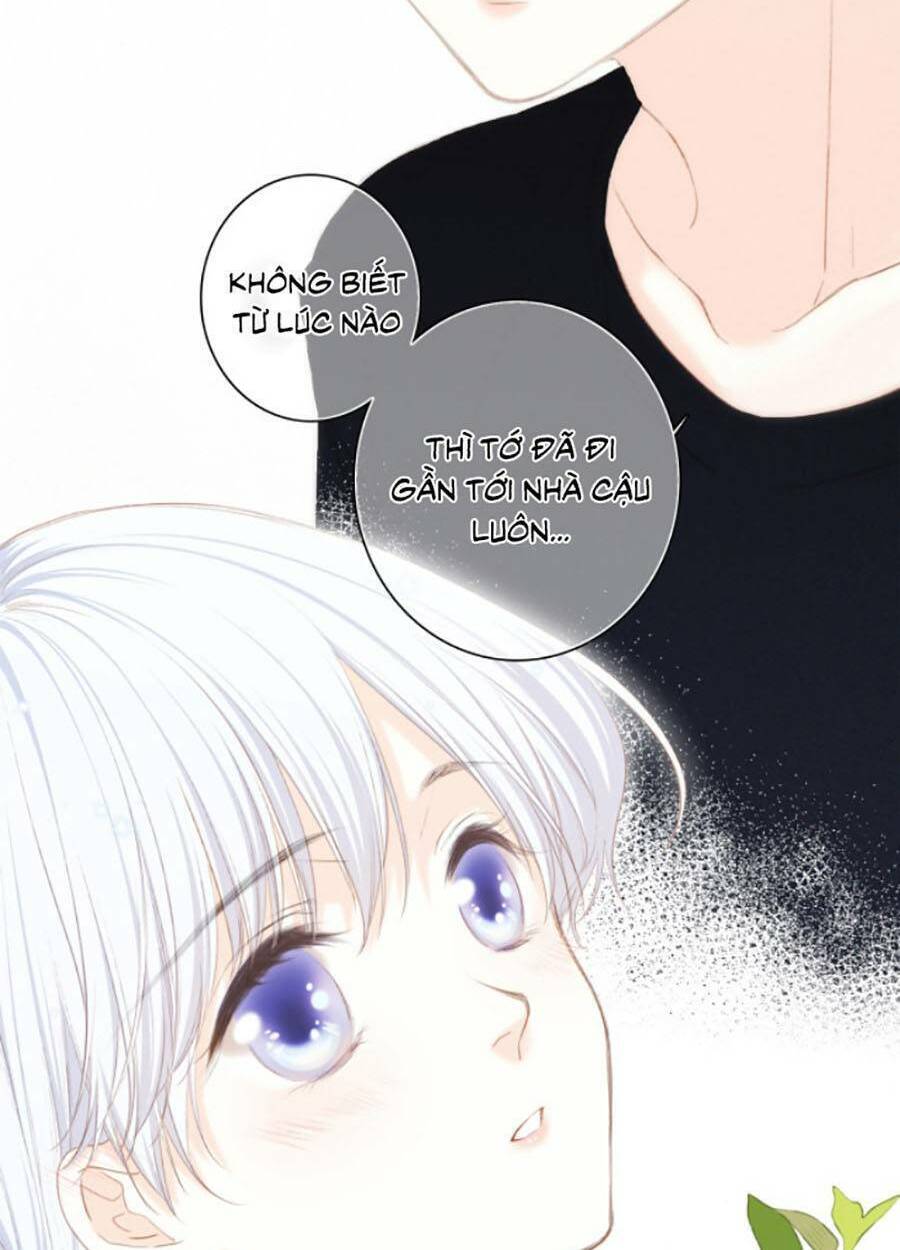 KHÔNG BIẾT
TỪ LÚC NÀO
THÌ TỚ ĐÃ ĐI
GẦN TỚI NHÀ CẬU
LUÔN...